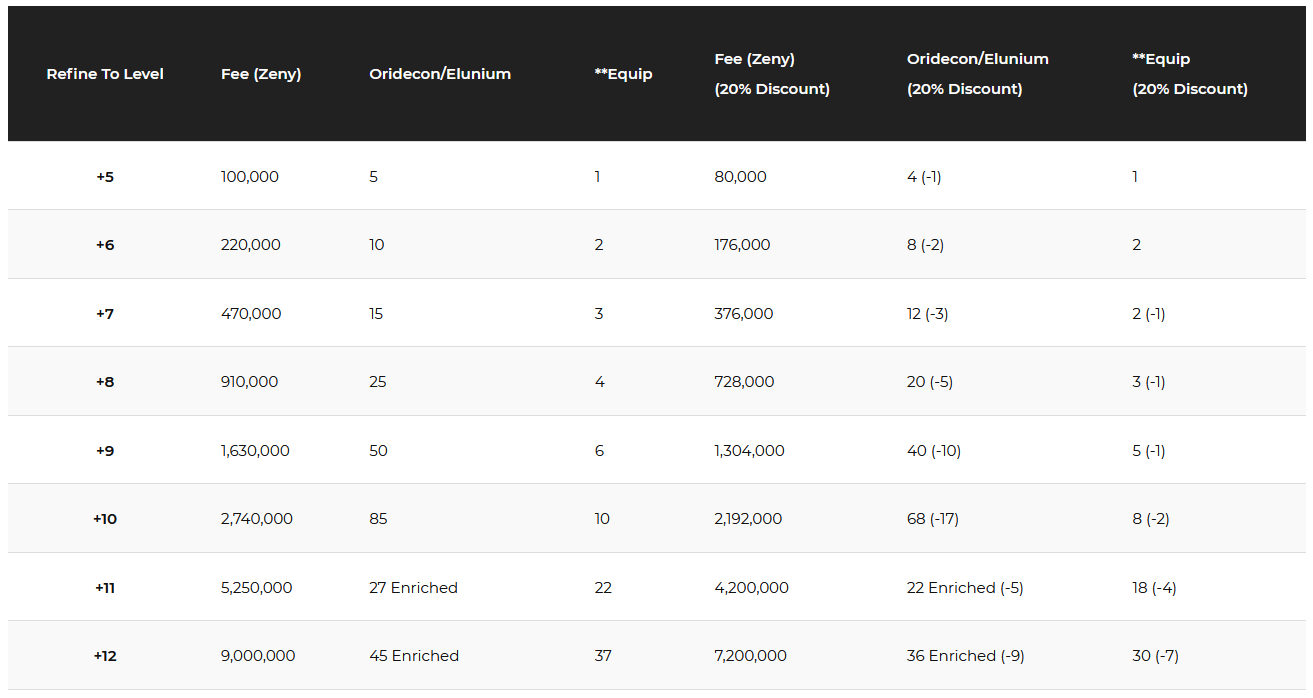 Refine To Level Fee (Zeny) Oridecon/Elunium **Equip Fee (Zeny) (20% Discount) Oridecon/Elunium (20% Discount) **Equip (20% Discount)
+5 100,000 5 1 80,000 4 (-1) 1
+6 220,000 10 2 176,000 8 (-2) 2
+7 470,000 15 3 376,000 12 (-3) 2 (-1)
+8 910,000 25 4 728,000 20 (-5) 3 (-1)
+9 1,630,000 50 6 1,304,000 40 (-10) 5 (-1)
+10 2,740,000 85 10 2,192,000 68 (-17) 8 (-2)
+11 5,250,000 27 Enriched 22 4,200,000 22 Enriched (-5) 18 (-4)
+12 9,000,000 45 Enriched 37 7,200,000 36 Enriched (-9) 30 (-7)